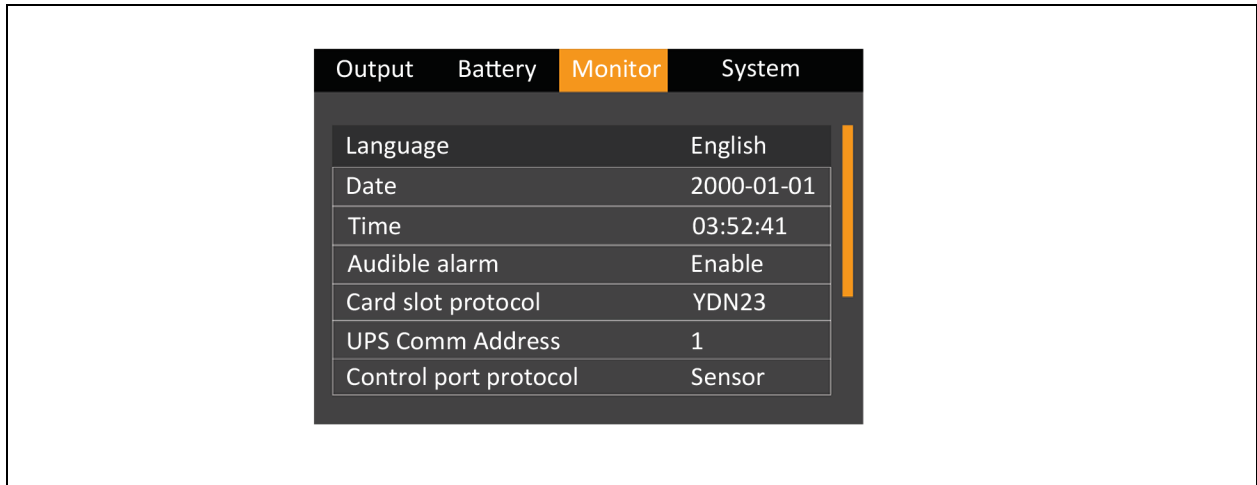 Output Battery Monitor System
Language English
Date 2000-01-01
Time 03:52:41
Audible alarm Enable
Card slot protocol YDN23
UPS Comm Address 1
Control port protocol Sensor